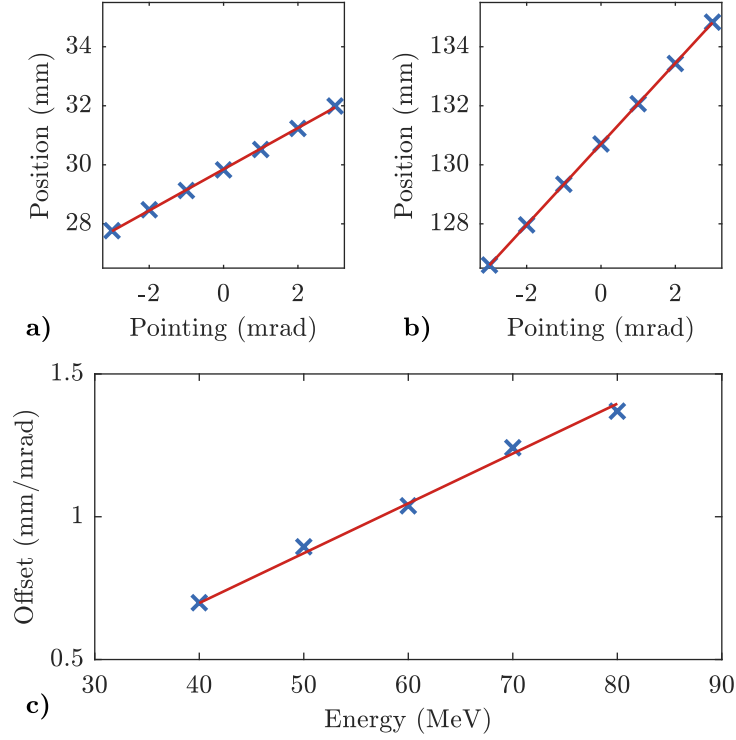 34
32
30
28
Position (mm)
-2 0 2
Pointing (mrad)
a)
134
132
130
128
Position (mm)
-2 0 2
Pointing (mrad)
b)
1.5
1
0.5
Offset (mm/mrad)
30 40 50 60 70 80 90
Energy (MeV)
c)